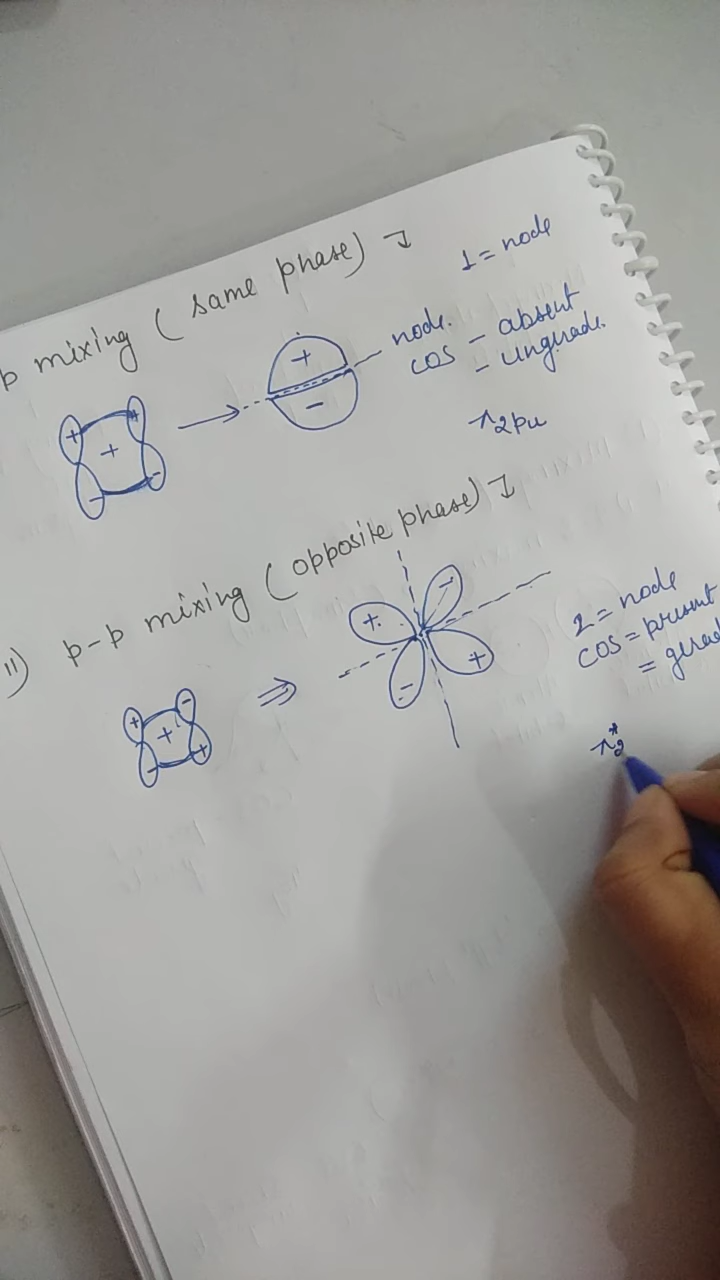 p mixing ( same phase) ↴
1 = node
node.
COS - absent
- ungrade.
+
-
+ +
+
- -
π2pu
ii) p-p mixing ( opposite phase) ↴
2 = node
COS = present
= gerad
+ -
- +
+ -
+
- +
⇒
π*2